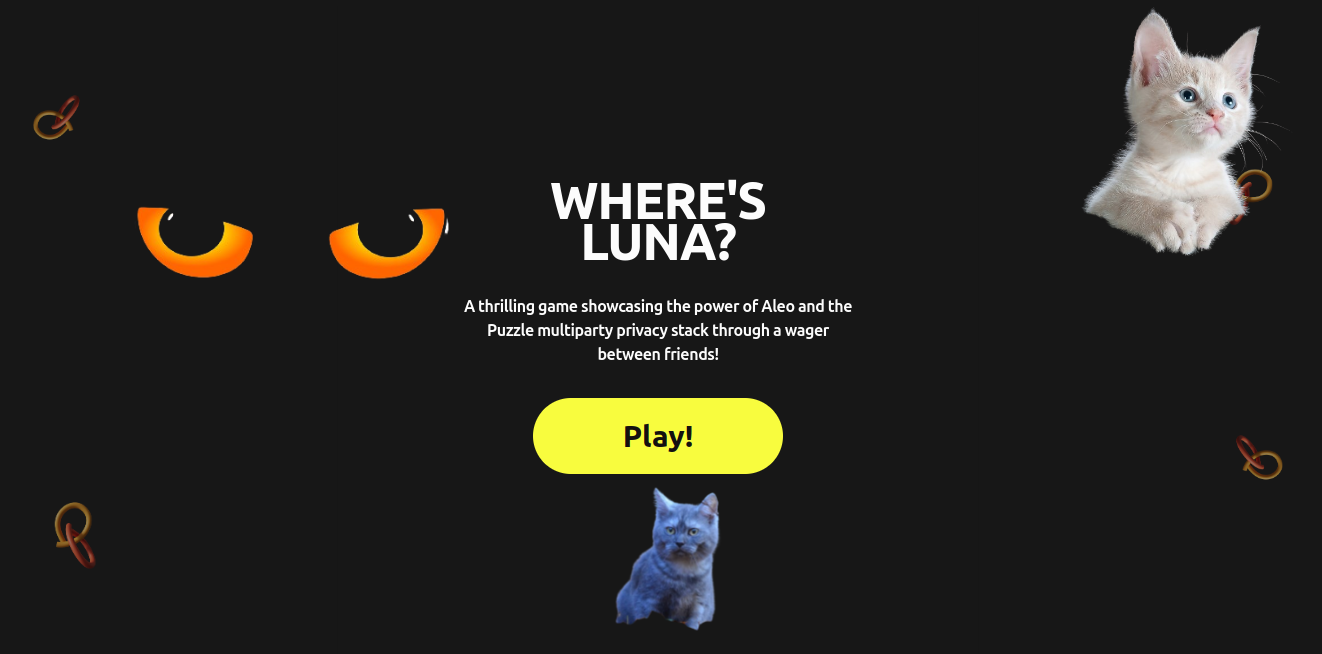 WHERE'S
LUNA?
A thrilling game showcasing the power of Aleo and the
Puzzle multiparty privacy stack through a wager
between friends!
Play!